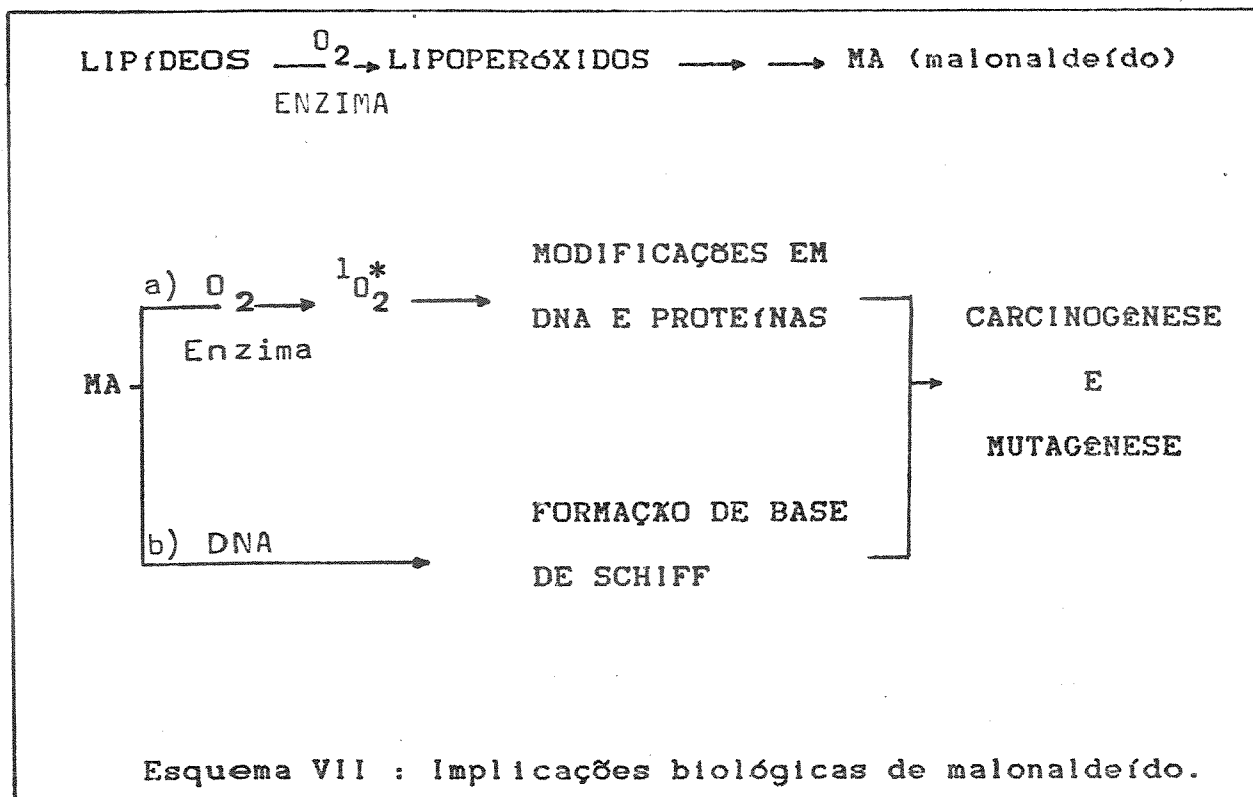 LIPíDEOS O2→ LIPOPERóXIDOS → → MA (malonaldeído)
ENZIMA
MODIFICAÇÕES EM
a) O2→ 1O2* → DNA E PROTEíNAS
CARCINOGÊNESE
Enzima
MA E
MUTAGÊNESE
FORMAÇÃO DE BASE
b) DNA
DE SCHIFF
Esquema VII : Implicações biológicas de malonaldeído.